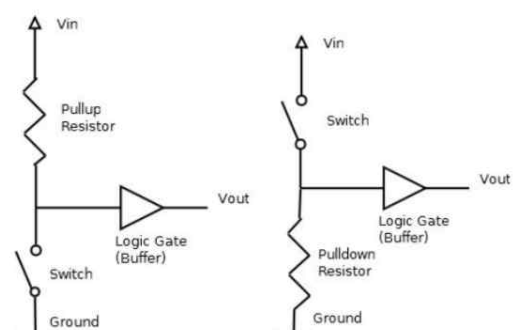 Vin
Pullup
Resistor
Vout
Logic Gate
(Buffer)
Switch
Ground
Vin
Switch
Vout
Logic Gate
(Buffer)
Pulldown
Resistor
Ground